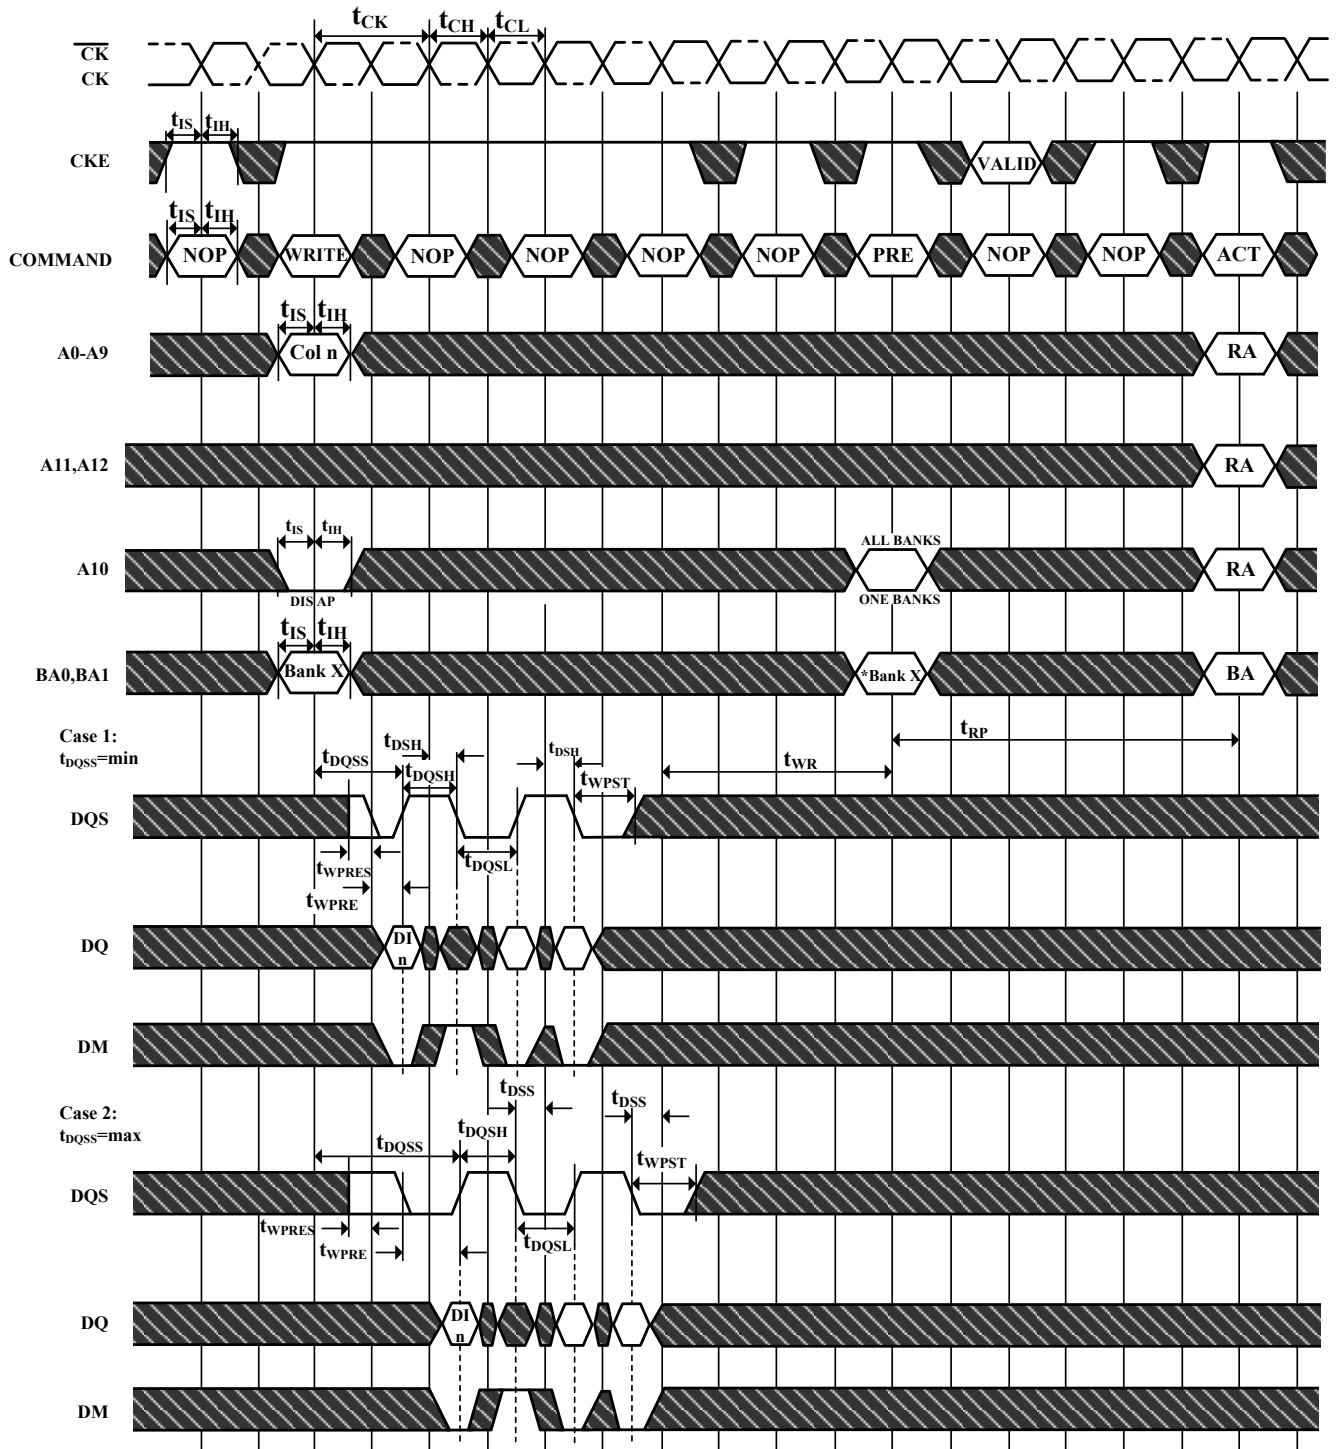 tCK tCH tCL
CK
CK
tIS tIH
CKE VALID
tIS tIH
COMMAND NOP WRITE NOP NOP NOP NOP PRE NOP NOP ACT
tIS tIH
A0-A9 Col n RA
A11,A12 RA
tIS tIH ALL BANKS
A10 RA
DIS AP ONE BANKS
tIS tIH
BA0,BA1 Bank X *Bank X BA
Case 1:
tDQSS=min
tDSH tDSH tRP
tDQSS tDQSH tWPST tWR
DQS
tWPRES tDQSL
tWPRE
DQ DI n
DM
Case 2:
tDQSS=max
tDSS tDSS
tDQSS tDQSH tWPST
DQS
tWPRES tWPRE tDQSL
DQ DI n
DM